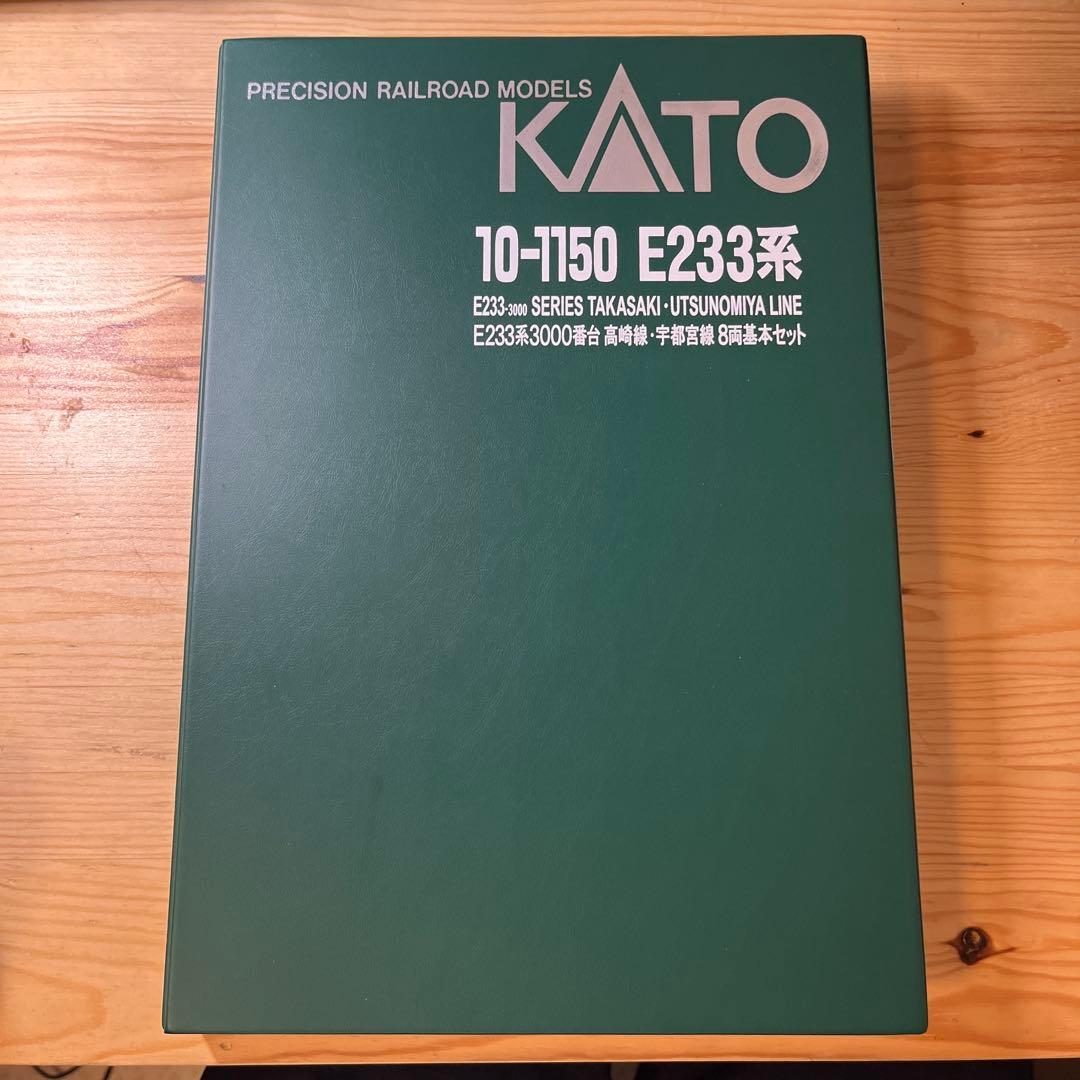 PRECISION RAILROAD MODELS
KATO
10-1150 E233系
E233-3000 SERIES TAKASAKI・UTSUNOMIYA LINE
E233系3000番台 高崎線・宇都宮線 8両基本セット